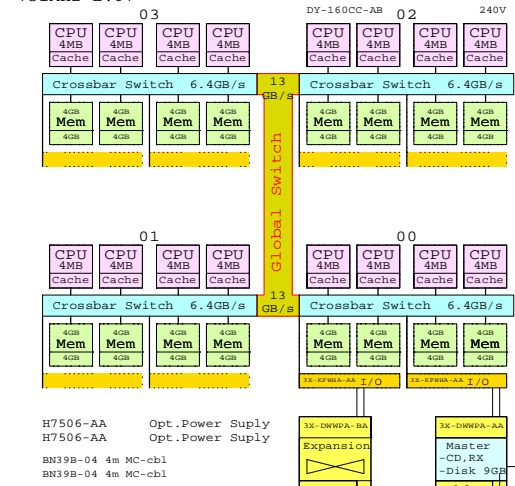 03
DY-160CC-AB 02 240V
CPU CPU CPU CPU CPU CPU CPU CPU
4MB 4MB 4MB 4MB 4MB 4MB 4MB 4MB
Cache Cache Cache Cache Cache Cache Cache Cache
Crossbar Switch 6.4GB/s 13 GB/s Crossbar Switch 6.4GB/s
4GB 4GB 4GB 4GB 4GB 4GB 4GB 4GB
Mem Mem Mem Mem Mem Mem Mem Mem
4GB 4GB 4GB 4GB 4GB 4GB 4GB 4GB
Global Switch
01 00
CPU CPU CPU CPU CPU CPU CPU CPU
4MB 4MB 4MB 4MB 4MB 4MB 4MB 4MB
Cache Cache Cache Cache Cache Cache Cache Cache
Crossbar Switch 6.4GB/s 13 GB/s Crossbar Switch 6.4GB/s
4GB 4GB 4GB 4GB 4GB 4GB 4GB 4GB
Mem Mem Mem Mem Mem Mem Mem Mem
4GB 4GB 4GB 4GB 4GB 4GB 4GB 4GB
3X-KFWHA-AA I/O 3X-KFWHA-AA I/O
H7506-AA Opt.Power Suply
H7506-AA Opt.Power Suply
BN39B-04 4m MC-cbl
BN39B-04 4m MC-cbl
3X-DWWPA-BA
Expansion
3X-DWWPA-AA
Master
-CD,RX
-Disk 9GB